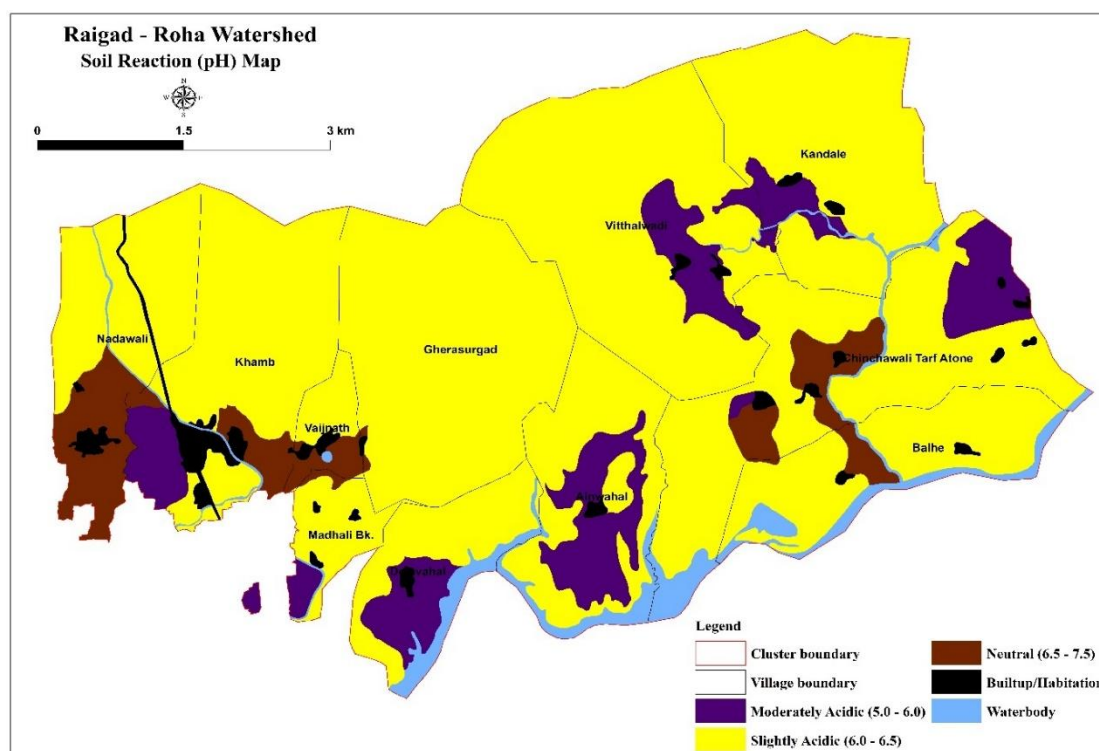 Raigad - Roha Watershed
Soil Reaction (pH) Map
N
W E
S
0 1.5 3 km
Kandale
Vitthalwadi
Nadawali
Khamb
Gherasurgad
Chinchawali Tarf Atone
Vaijnath
Balhe
Ainwahal
Madhali Bk.
Legend
Cluster boundary
Village boundary
Moderately Acidic (5.0 - 6.0)
Slightly Acidic (6.0 - 6.5)
Neutral (6.5 - 7.5)
Builtup/Habitation
Waterbody